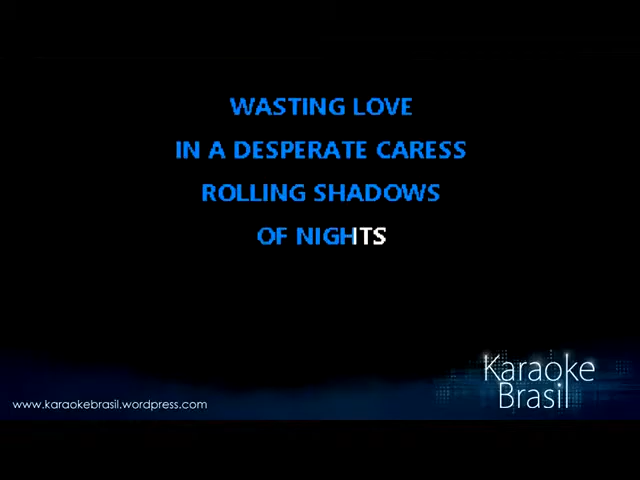 WASTING LOVE
IN A DESPERATE CARESS
ROLLING SHADOWS
OF NIGHTS
Karaoke
Brasil
www.karaokebrasil.wordpress.com